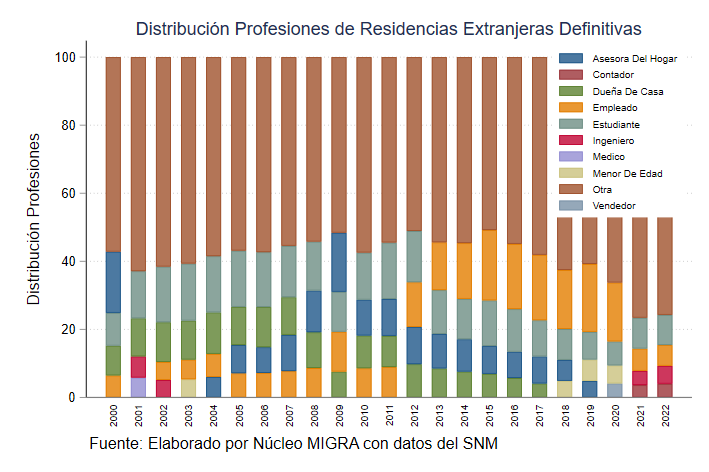 Distribución Profesiones de Residencias Extranjeras Definitivas
Distribución Profesiones
100
80
60
40
20
0
Asesora Del Hogar
Contador
Dueña De Casa
Empleado
Estudiante
Ingeniero
Medico
Menor De Edad
Otra
Vendedor
2000 2001 2002 2003 2004 2005 2006 2007 2008 2009 2010 2011 2012 2013 2014 2015 2016 2017 2018 2019 2020 2021 2022
Fuente: Elaborado por Núcleo MIGRA con datos del SNM